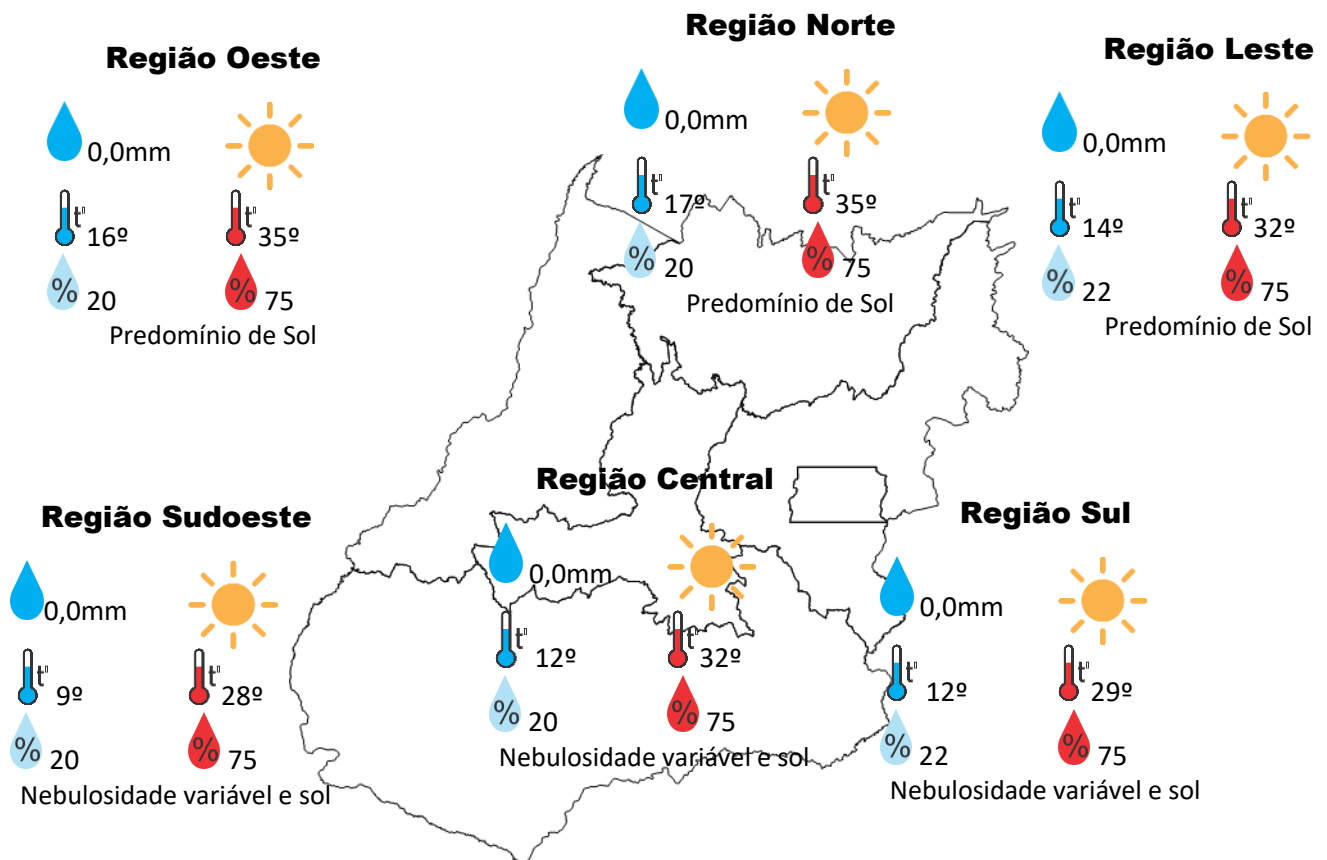 Região Oeste
0,0mm
t°
16º
t°
35º
%
20
%
75
Predomínio de Sol
Região Norte
0,0mm
t°
17º
t°
35º
%
20
%
75
Predomínio de Sol
Região Leste
0,0mm
t°
14º
t°
32º
%
22
%
75
Predomínio de Sol
Região Sudoeste
0,0mm
t°
9º
t°
28º
%
20
%
75
Nebulosidade variável e sol
Região Central
0,0mm
t°
12º
t°
32º
%
20
%
75
Nebulosidade variável e sol
Região Sul
0,0mm
t°
12º
t°
29º
%
22
%
75
Nebulosidade variável e sol